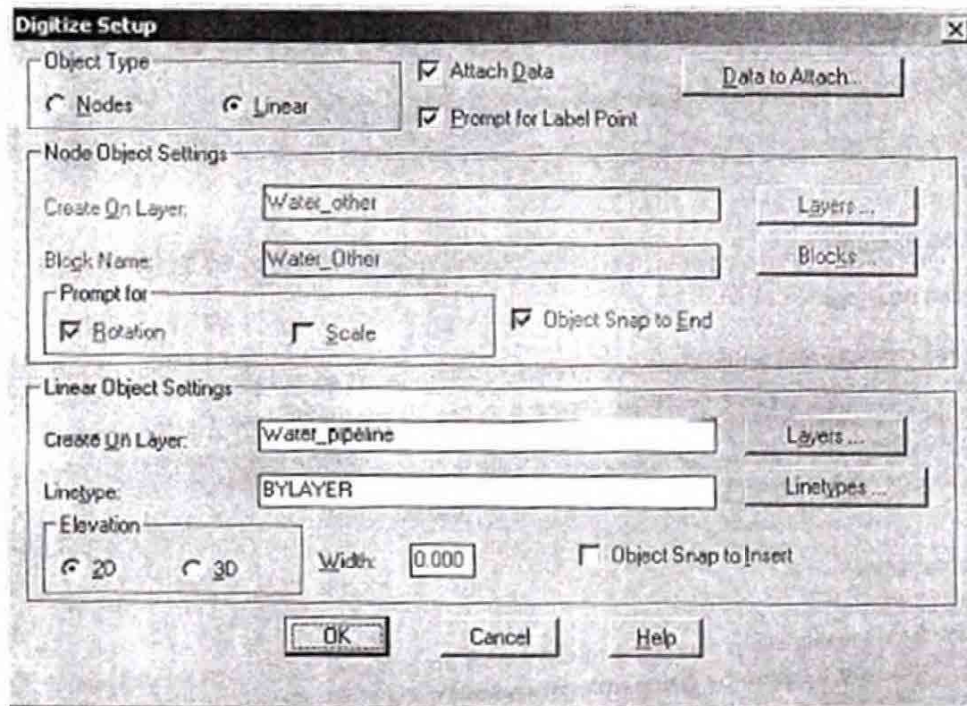 Digitize Setup
Object Type
Nodes
Linear
Attach Data
Data to Attach...
Prompt for Label Point
Node Object Settings
Create On Layer:
Water_other
Layers ...
Block Name:
Water_Other
Blocks ...
Prompt for
Rotation
Scale
Object Snap to End
Linear Object Settings
Create On Layer:
Water_pipeline
Layers ...
Linetype:
BYLAYER
Linetypes ...
Elevation
2D
3D
Width:
0.000
Object Snap to Insert
OK
Cancel
Help